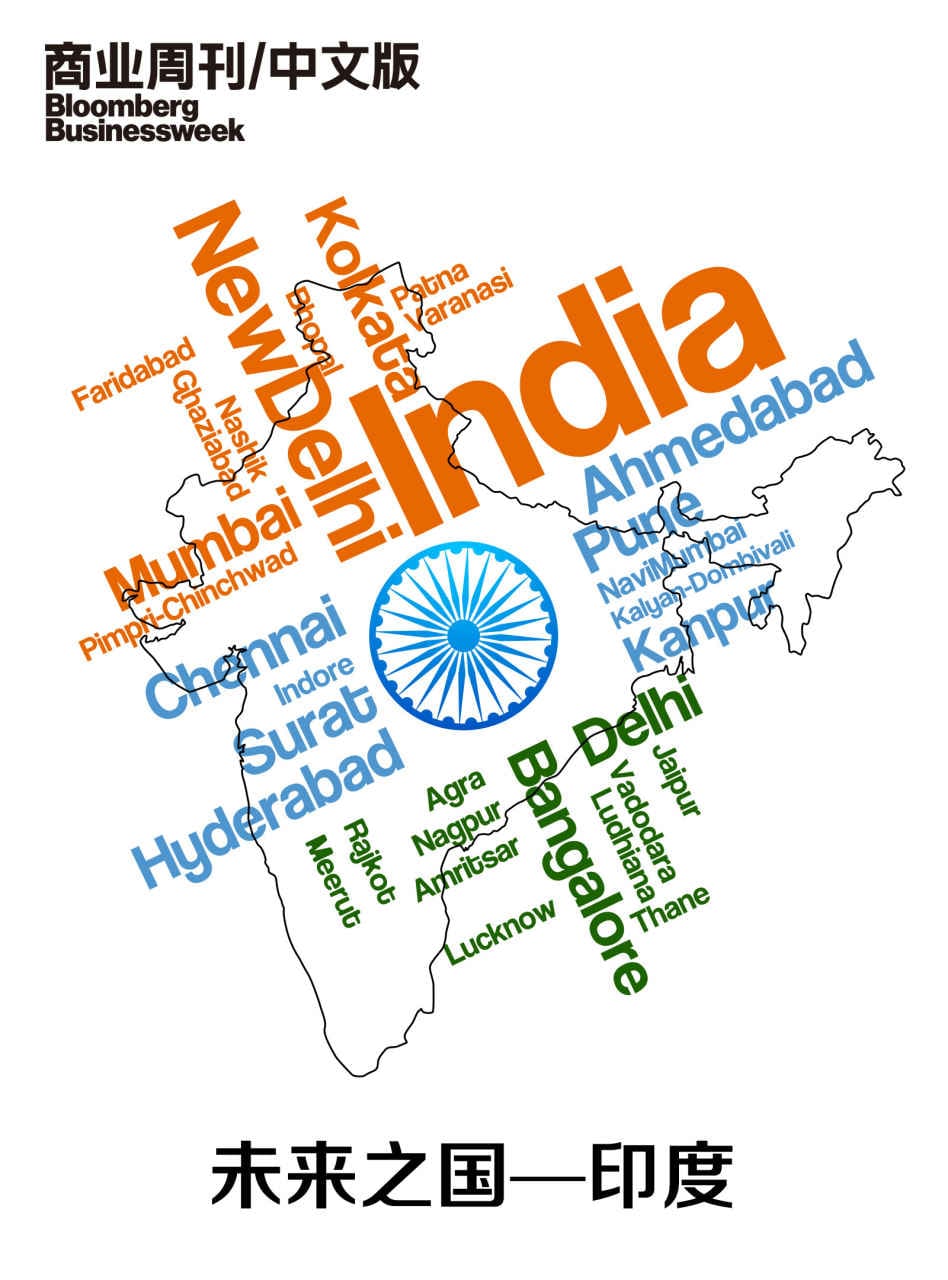 商业周刊/中文版
Bloomberg
Businessweek
NewDelhi
Kolkata
Bhopal
Patna
Varanasi
India
Faridabad
Ghaziabad
Nashik
Mumbai
Pimpri-Chinchwad
Ahmedabad
Pune
NaviMumbai
Kalyan-Dombivali
Kanpur
Chennai
Indore
Surat
Hyderabad
Delhi
Bangalore
Jaipur
Vadodara
Ludhiana
Thane
Agra
Nagpur
Amritsar
Rajkot
Meerut
Lucknow
未来之国—印度